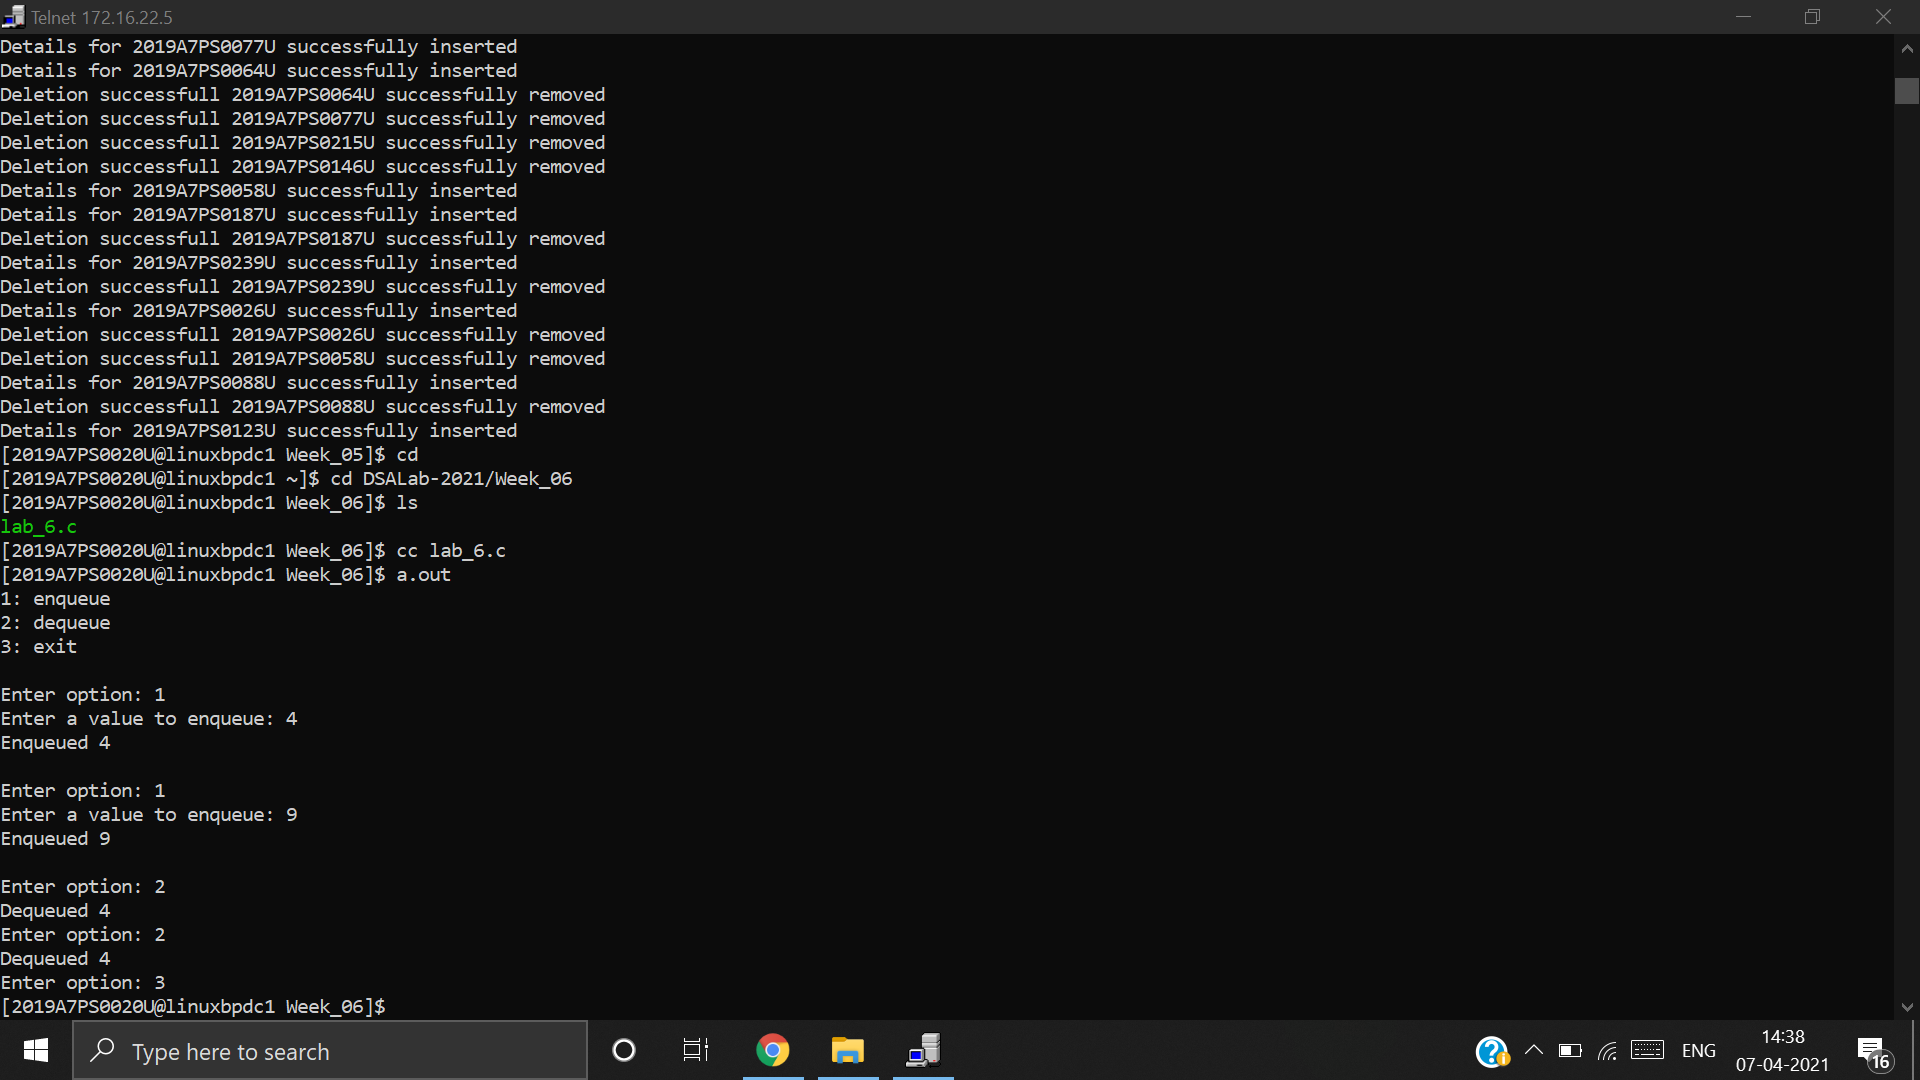 Telnet 172.16.22.5
Details for 2019A7PS0077U successfully inserted
Details for 2019A7PS0064U successfully inserted
Deletion successfull 2019A7PS0064U successfully removed
Deletion successfull 2019A7PS0077U successfully removed
Deletion successfull 2019A7PS0215U successfully removed
Deletion successfull 2019A7PS0146U successfully removed
Details for 2019A7PS0058U successfully inserted
Details for 2019A7PS0187U successfully inserted
Deletion successfull 2019A7PS0187U successfully removed
Details for 2019A7PS0239U successfully inserted
Deletion successfull 2019A7PS0239U successfully removed
Details for 2019A7PS0026U successfully inserted
Deletion successfull 2019A7PS0026U successfully removed
Deletion successfull 2019A7PS0058U successfully removed
Details for 2019A7PS0088U successfully inserted
Deletion successfull 2019A7PS0088U successfully removed
Details for 2019A7PS0123U successfully inserted
[2019A7PS0020U@linuxbpdc1 Week_05]$ cd
[2019A7PS0020U@linuxbpdc1 ~]$ cd DSALab-2021/Week_06
[2019A7PS0020U@linuxbpdc1 Week_06]$ ls
lab_6.c
[2019A7PS0020U@linuxbpdc1 Week_06]$ cc lab_6.c
[2019A7PS0020U@linuxbpdc1 Week_06]$ a.out
1: enqueue
2: dequeue
3: exit
Enter option: 1
Enter a value to enqueue: 4
Enqueued 4
Enter option: 1
Enter a value to enqueue: 9
Enqueued 9
Enter option: 2
Dequeued 4
Enter option: 2
Dequeued 4
Enter option: 3
[2019A7PS0020U@linuxbpdc1 Week_06]$
Type here to search
ENG
14:38
07-04-2021
16